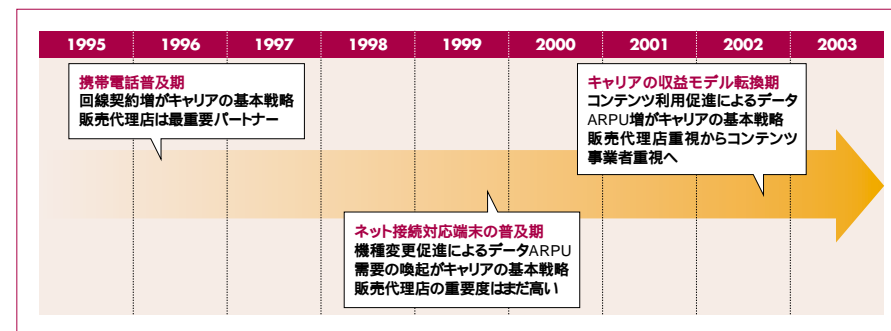 1995 1996 1997 1998 1999 2000 2001 2002 2003
携帯電話普及期
回線契約増がキャリアの基本戦略
販売代理店は最重要パートナー
キャリアの収益モデル転換期
コンテンツ利用促進によるデータ
ARPU増がキャリアの基本戦略
販売代理店重視からコンテンツ
事業者重視へ
ネット接続対応端末の普及期
機種変更促進によるデータARPU
需要の喚起がキャリアの基本戦略
販売代理店の重要度はまだ高い